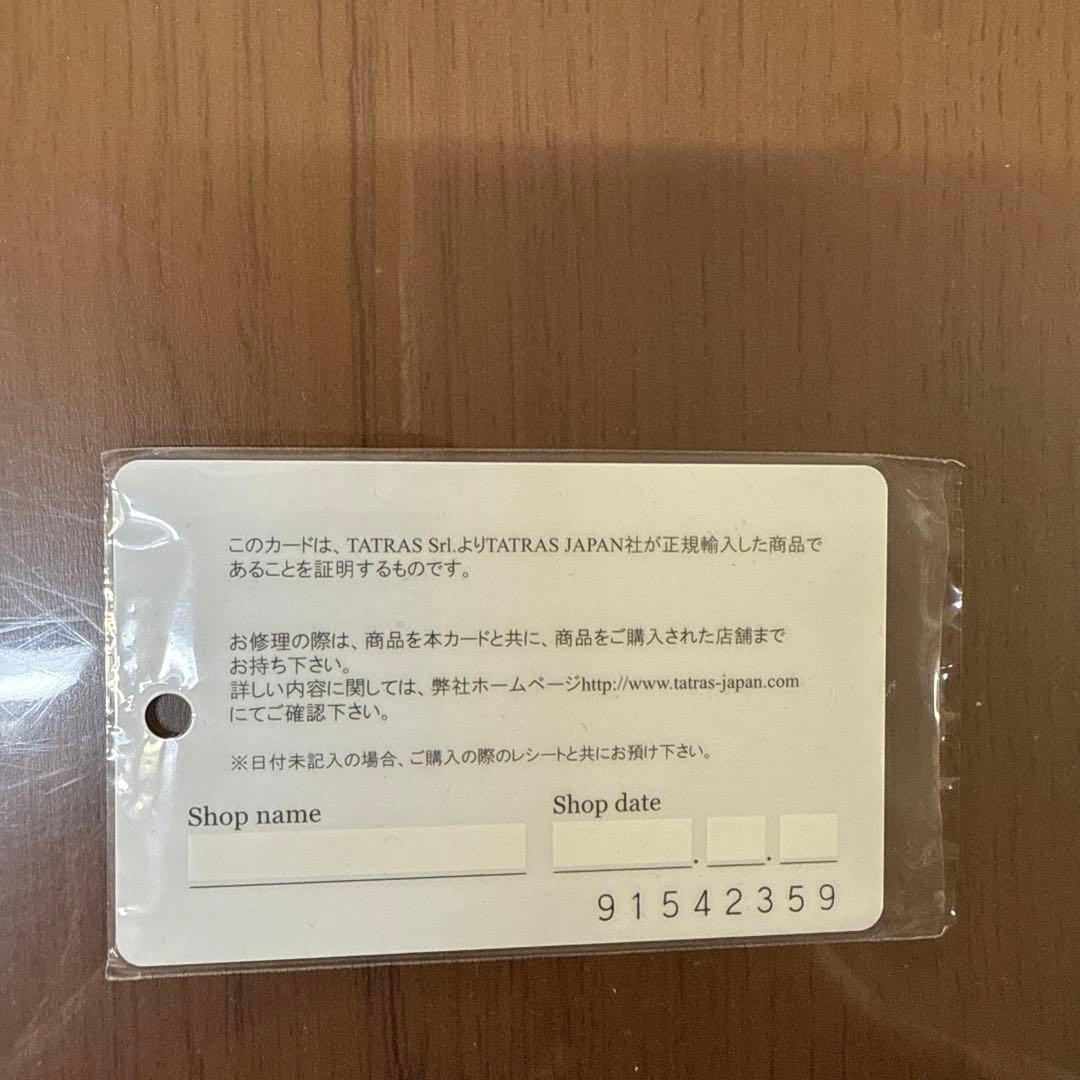 このカードは、TATRAS Srl.よりTATRAS JAPAN社が正規輸入した商品で
あることを証明するものです。
お修理の際は、商品を本カードと共に、商品をご購入された店舗まで
お持ち下さい。
詳しい内容に関しては、弊社ホームページhttp://www.tatras-japan.com
にてご確認下さい。
※日付未記入の場合、ご購入の際のレシートと共にお預け下さい。
Shop name
Shop date
. .
91542359